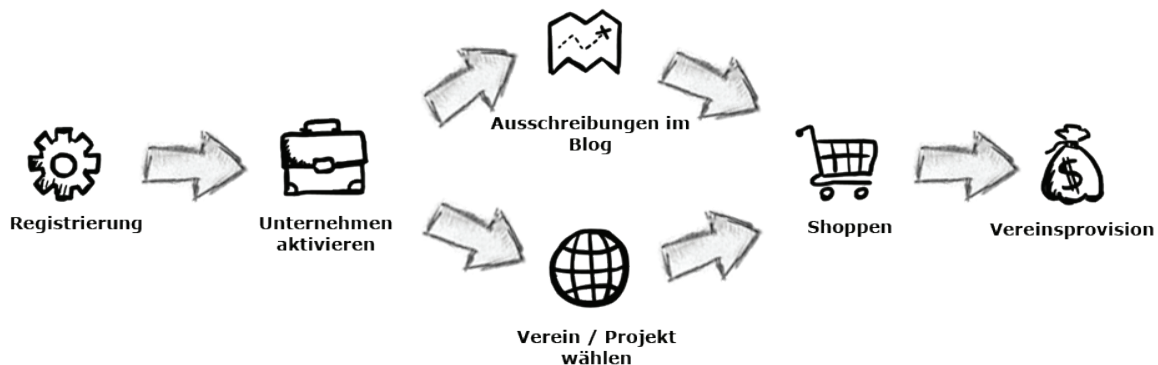 Registrierung
Unternehmen
aktivieren
Ausschreibungen im
Blog
Verein / Projekt
wählen
Shoppen
$
Vereinsprovision